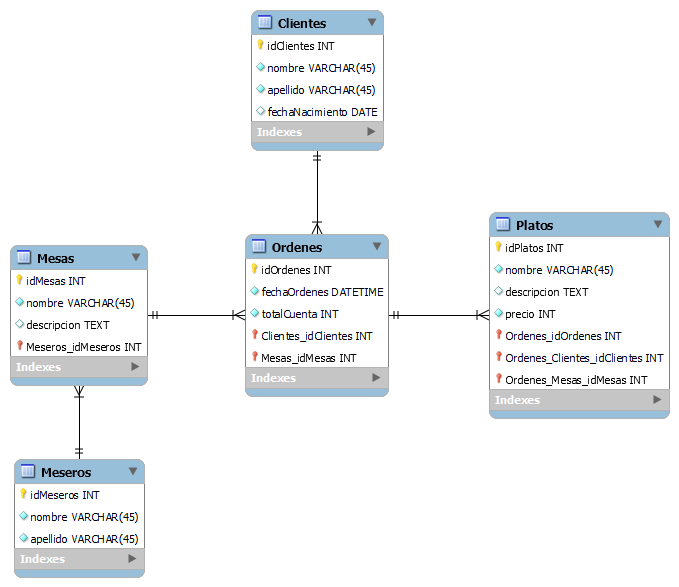 Clientes
idClientes INT
nombre VARCHAR(45)
apellido VARCHAR(45)
fechaNacimiento DATE
Indexes
Mesas
idMesas INT
nombre VARCHAR(45)
descripcion TEXT
Meseros_idMeseros INT
Indexes
Ordenes
idOrdenes INT
fechaOrdenes DATETIME
totalCuenta INT
Clientes_idClientes INT
Mesas_idMesas INT
Indexes
Platos
idPlatos INT
nombre VARCHAR(45)
descripcion TEXT
precio INT
Ordenes_idOrdenes INT
Ordenes_Clientes_idClientes INT
Ordenes_Mesas_idMesas INT
Indexes
Meseros
idMeseros INT
nombre VARCHAR(45)
apellido VARCHAR(45)
Indexes